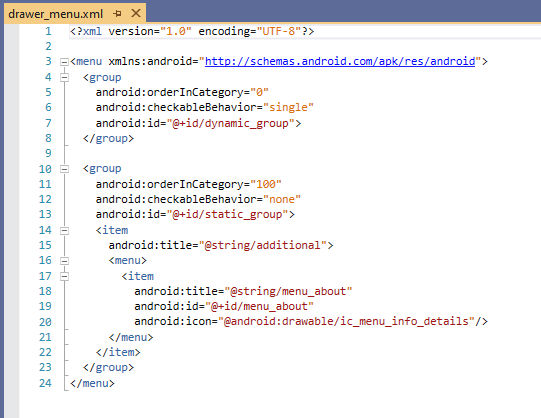 drawer_menu.xml
1 <?xml version="1.0" encoding="UTF-8"?>
2
3 <menu xmlns:android="http://schemas.android.com/apk/res/android">
4   <group
5     android:orderInCategory="0"
6     android:checkableBehavior="single"
7     android:id="@+id/dynamic_group">
8   </group>
9
10   <group
11     android:orderInCategory="100"
12     android:checkableBehavior="none"
13     android:id="@+id/static_group">
14     <item
15       android:title="@string/additional">
16       <menu>
17         <item
18           android:title="@string/menu_about"
19           android:id="@+id/menu_about"
20           android:icon="@android:drawable/ic_menu_info_details"/>
21       </menu>
22     </item>
23   </group>
24 </menu>